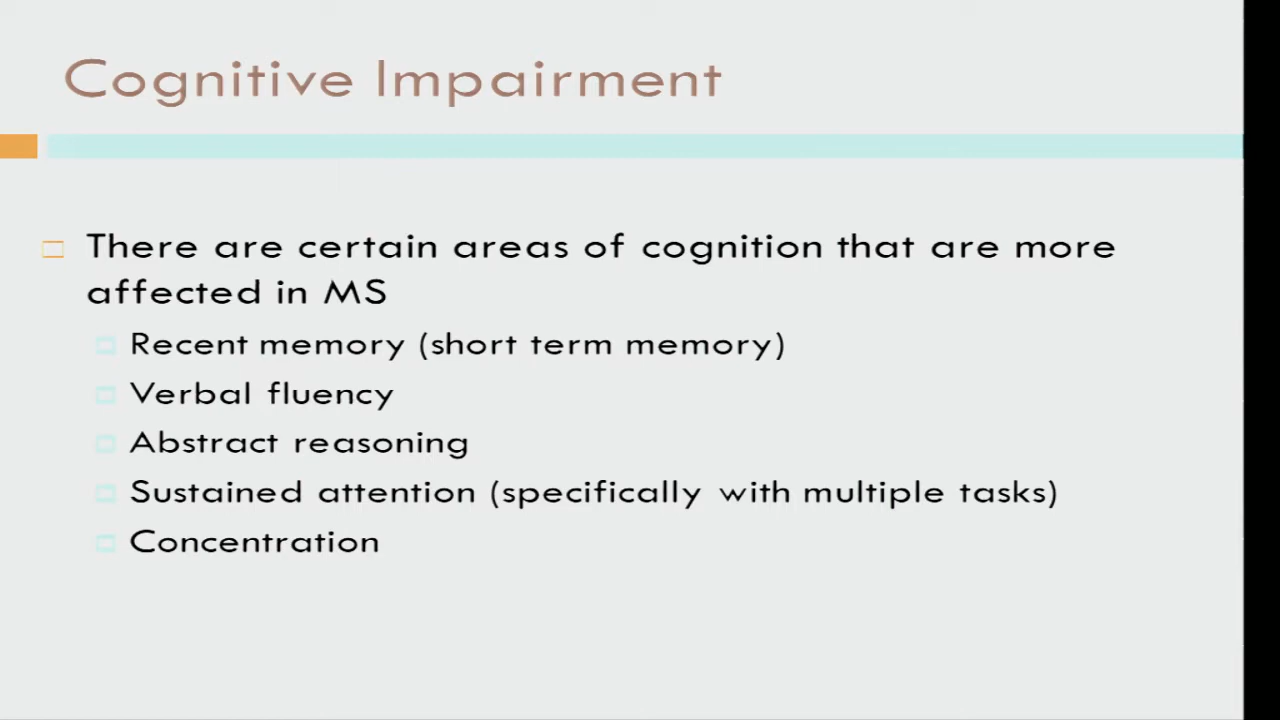 Cognitive Impairment
There are certain areas of cognition that are more
affected in MS
Recent memory (short term memory)
Verbal fluency
Abstract reasoning
Sustained attention (specifically with multiple tasks)
Concentration